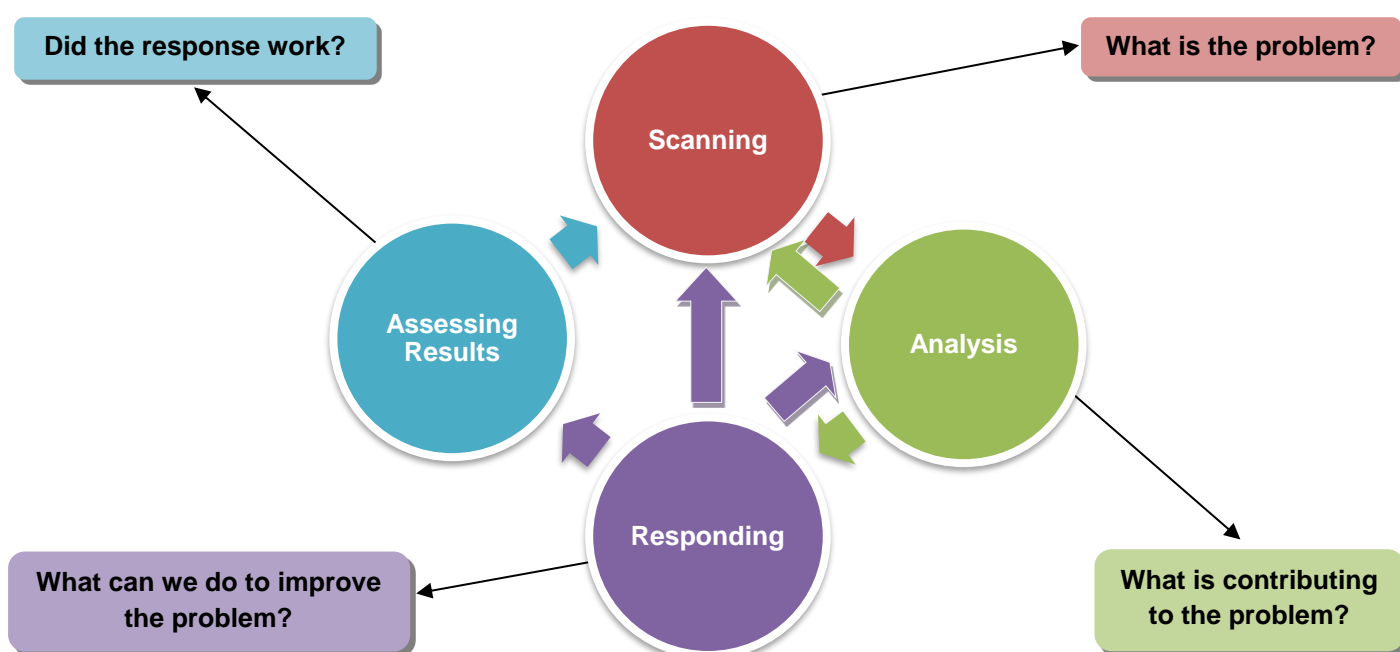 Did the response work?
What is the problem?
Scanning
Assessing
Results
Analysis
Responding
What can we do to improve
the problem?
What is contributing
to the problem?